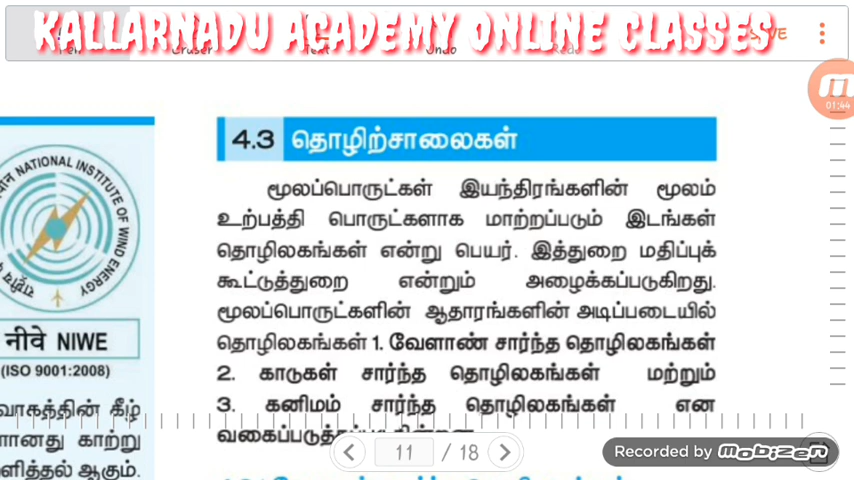 KALLARNADU ACADEMY ONLINE CLASSES
01:44
NATIONAL INSTITUTE OF WIND ENERGY
नीवे NIWE
(ISO 9001:2008)
வாகத்தின் கீழ்
காற்று
ளித்தல் ஆகும்.
4.3 தொழிற்சாலைகள்
மூலப்பொருட்கள் இயந்திரங்களின் மூலம்
உற்பத்தி பொருட்களாக மாற்றப்படும் இடங்கள்
தொழிலகங்கள் என்று பெயர். இத்துறை மதிப்புக்
கூட்டுத்துறை என்றும் அழைக்கப்படுகிறது.
மூலப்பொருட்களின் ஆதாரங்களின் அடிப்படையில்
தொழிலகங்கள் 1. வேளாண் சார்ந்த தொழிலகங்கள்
2. காடுகள் சார்ந்த தொழிலகங்கள் மற்றும்
3. கனிமம் சார்ந்த தொழிலகங்கள் என
11 / 18
Recorded by mobizen